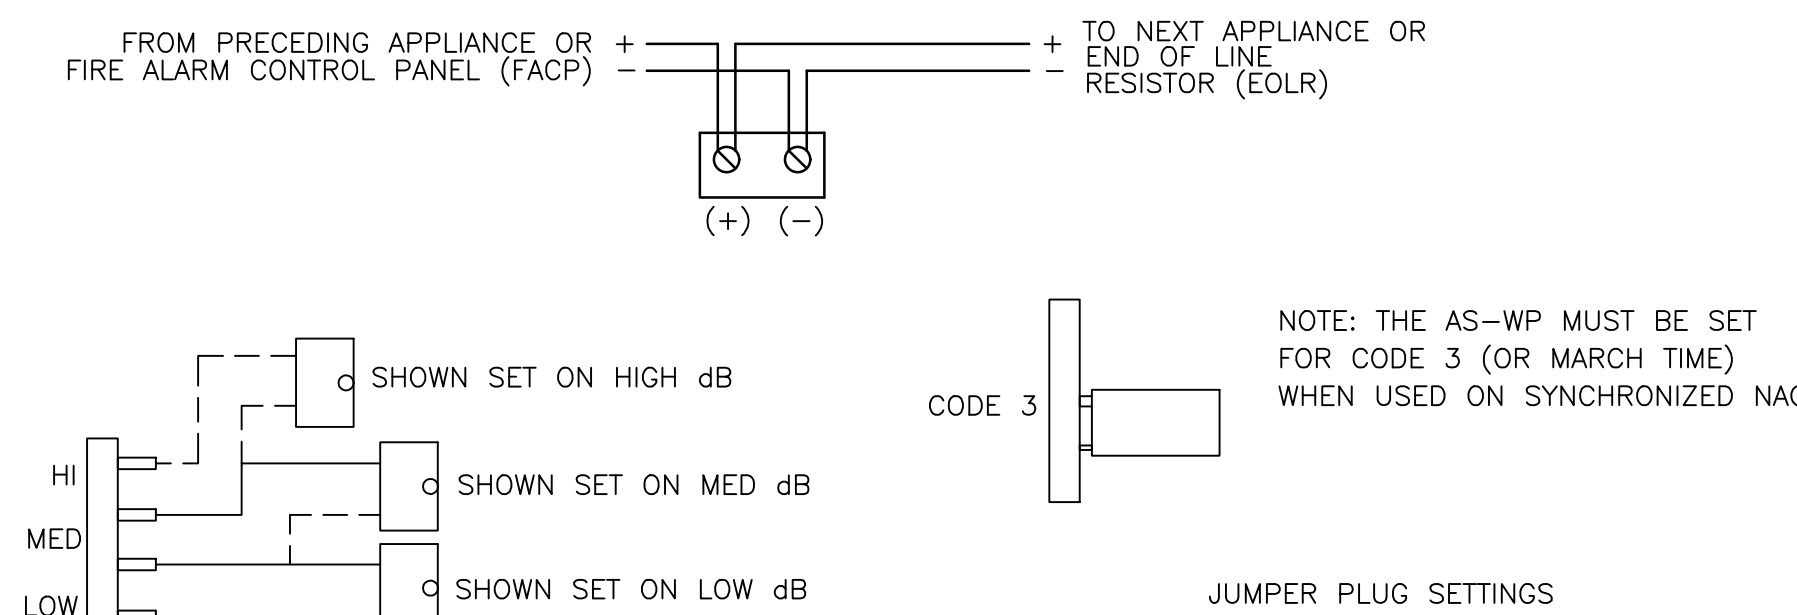 FROM PRECEDING APPLIANCE OR +
FIRE ALARM CONTROL PANEL (FACP) −
+ TO NEXT APPLIANCE OR
END OF LINE
− RESISTOR (EOLR)
(+) (−)
NOTE: THE AS−WP MUST BE SET
FOR CODE 3 (OR MARCH TIME)
WHEN USED ON SYNCHRONIZED
SHOWN SET ON HIGH dB
CODE 3
HI
SHOWN SET ON MED dB
MED
SHOWN SET ON LOW dB
LOW
JUMPER PLUG SETTINGS